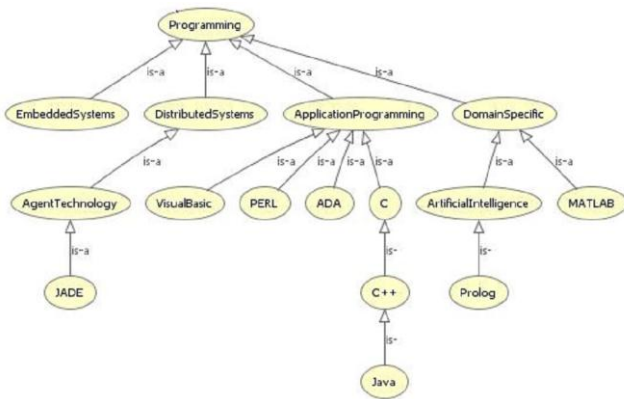 Programming
is-a
is-a
is-a
is-a
EmbeddedSystems
DistributedSystems
ApplicationProgramming
DomainSpecific
is-a
is-a
is-a
is-a
is-a
is-a
is-a
AgentTechnology
VisualBasic
PERL
ADA
C
ArtificialIntelligence
MATLAB
is-a
is-
is-
JADE
C++
Prolog
is-
Java